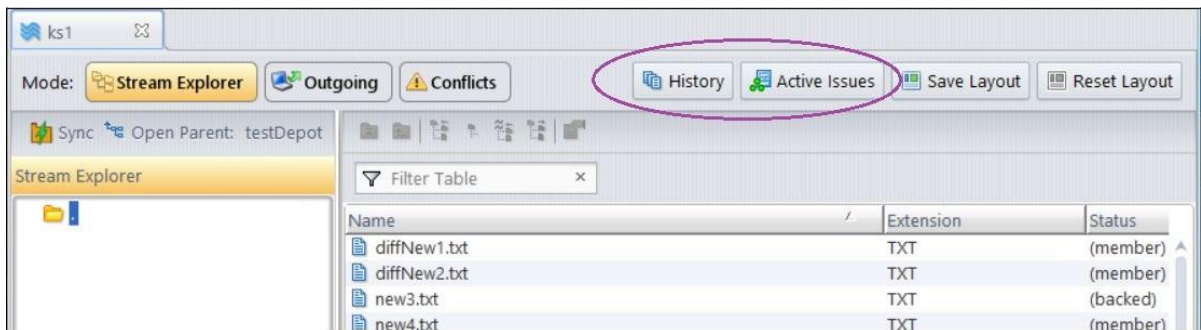 ks1
Mode: Stream Explorer Outgoing Conflicts History Active Issues Save Layout Reset Layout
Sync Open Parent: testDepot
Stream Explorer
Filter Table
.
Name Extension Status
diffNew1.txt TXT (member)
diffNew2.txt TXT (member)
new3.txt TXT (backed)
new4.txt TXT (member)